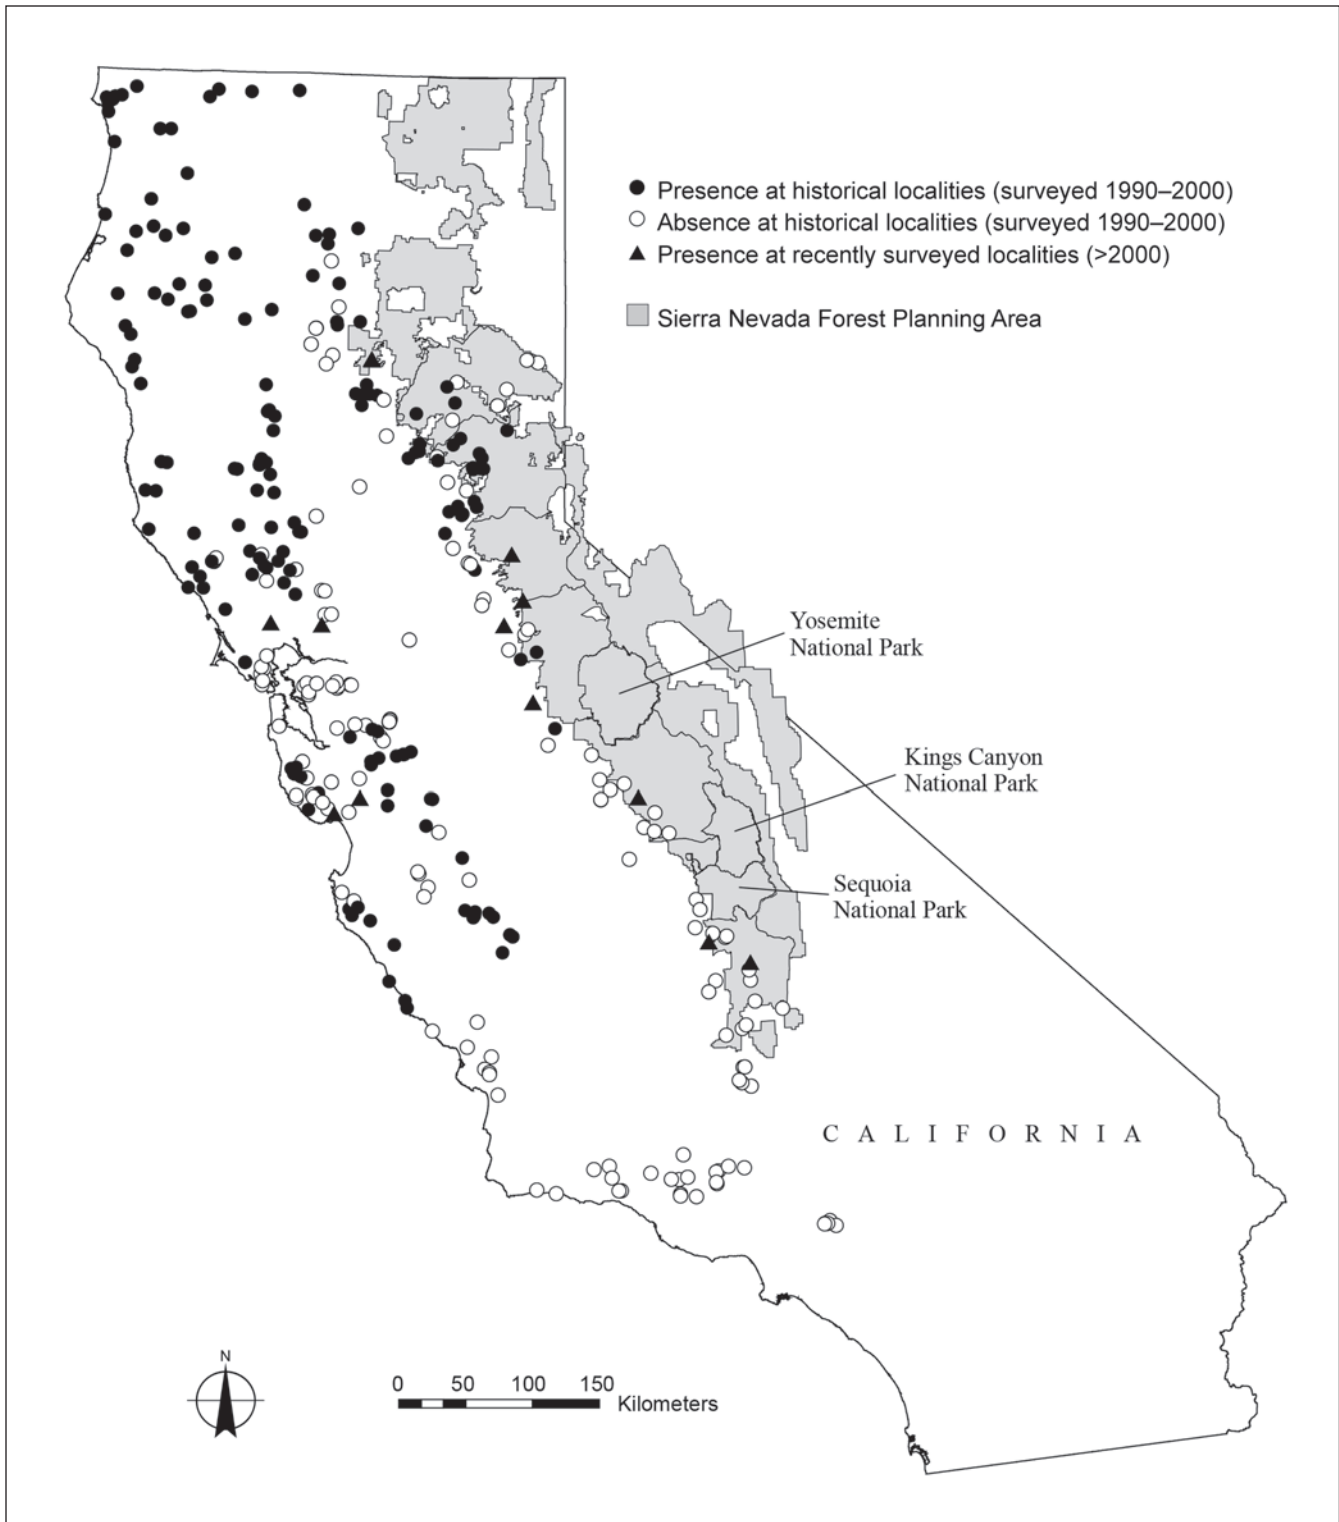 Presence at historical localities (surveyed 1990–2000)
Absence at historical localities (surveyed 1990–2000)
Presence at recently surveyed localities (>2000)
Sierra Nevada Forest Planning Area
Yosemite
National Park
Kings Canyon
National Park
Sequoia
National Park
CALIFORNIA
N
0 50 100 150
Kilometers